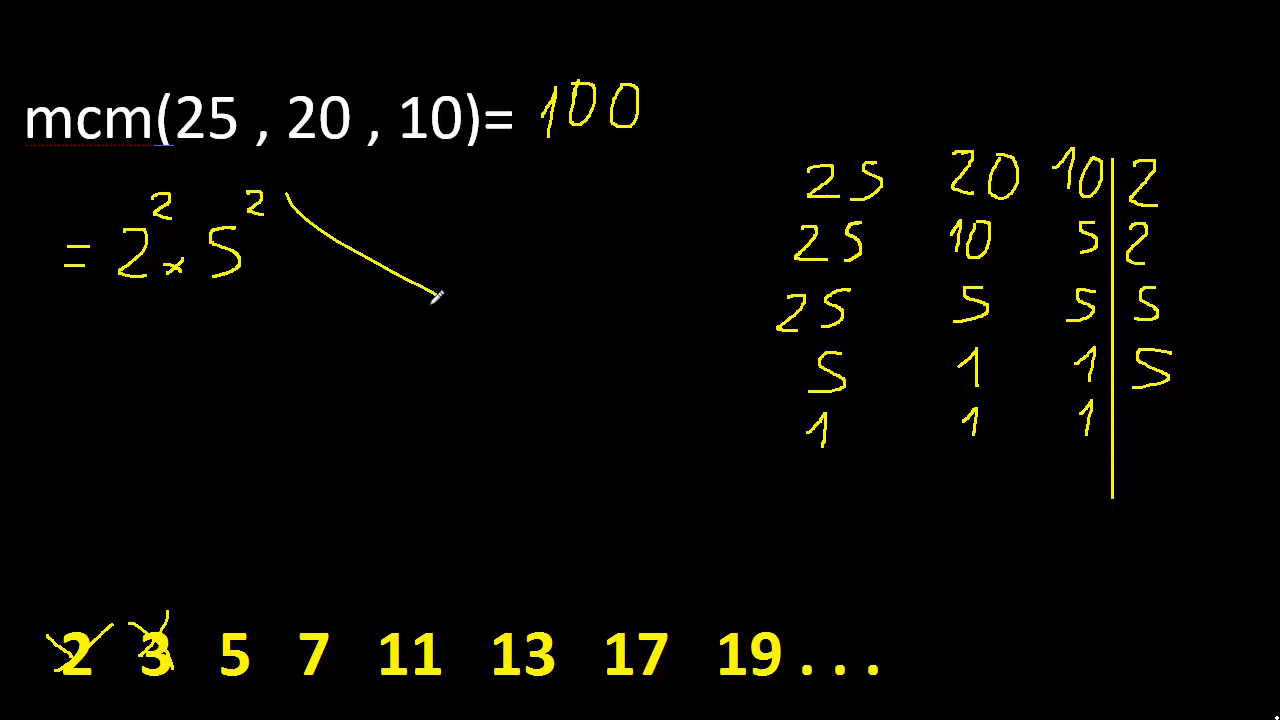 mcm(25 , 20 , 10)= 100
= 2² × 5²
25 20 10 2
25 10 5 2
25 5 5 5
5 1 1 5
1 1 1
2 3 5 7 11 13 17 19 . . .